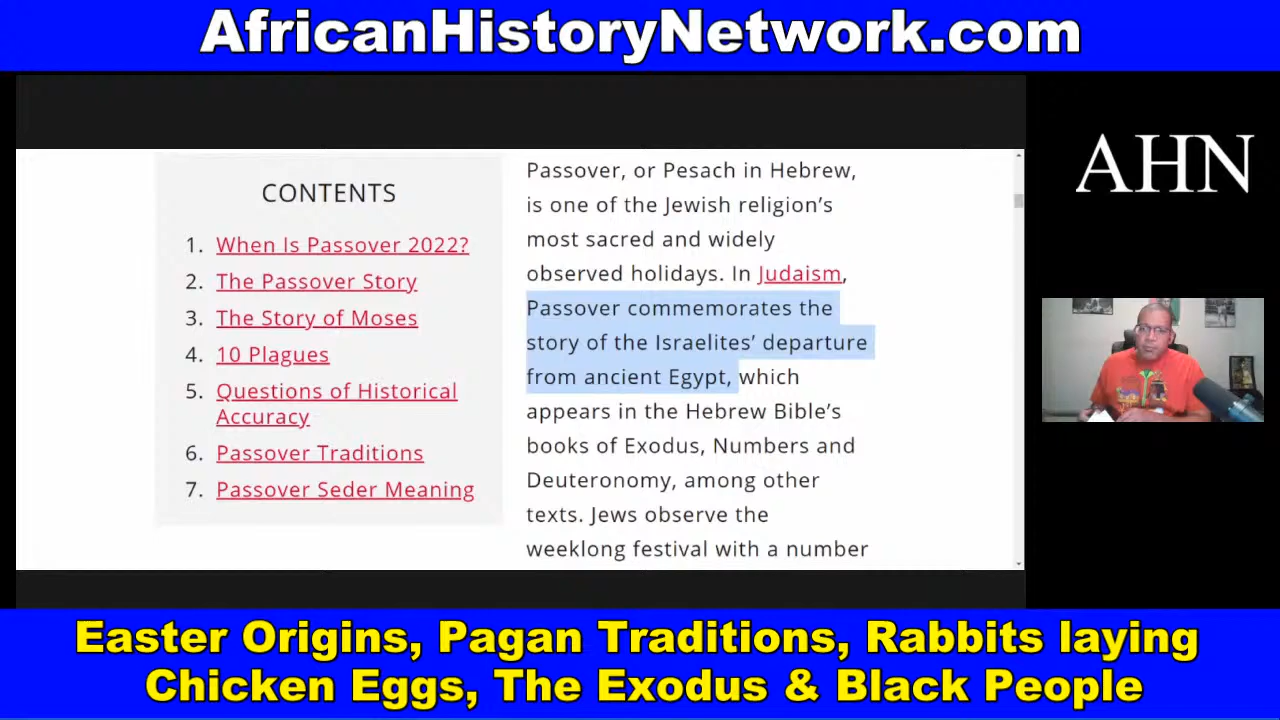 AfricanHistoryNetwork.com
AHN
CONTENTS
1. When Is Passover 2022?
2. The Passover Story
3. The Story of Moses
4. 10 Plagues
5. Questions of Historical
Accuracy
6. Passover Traditions
7. Passover Seder Meaning
Passover, or Pesach in Hebrew,
is one of the Jewish religion’s
most sacred and widely
observed holidays. In Judaism,
Passover commemorates the
story of the Israelites’ departure
from ancient Egypt, which
appears in the Hebrew Bible’s
books of Exodus, Numbers and
Deuteronomy, among other
texts. Jews observe the
weeklong festival with a number
Easter Origins, Pagan Traditions, Rabbits laying
Chicken Eggs, The Exodus & Black People